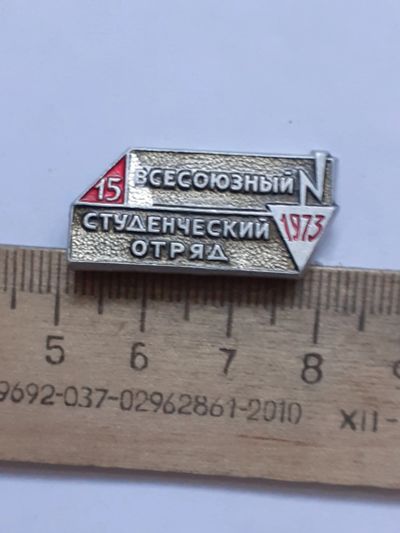 15 ВСЕСОЮЗНЫЙ
СТУДЕНЧЕСКИЙ 1973
ОТРЯД
5 6 7 8
9692-037-02962861-2010 XII-